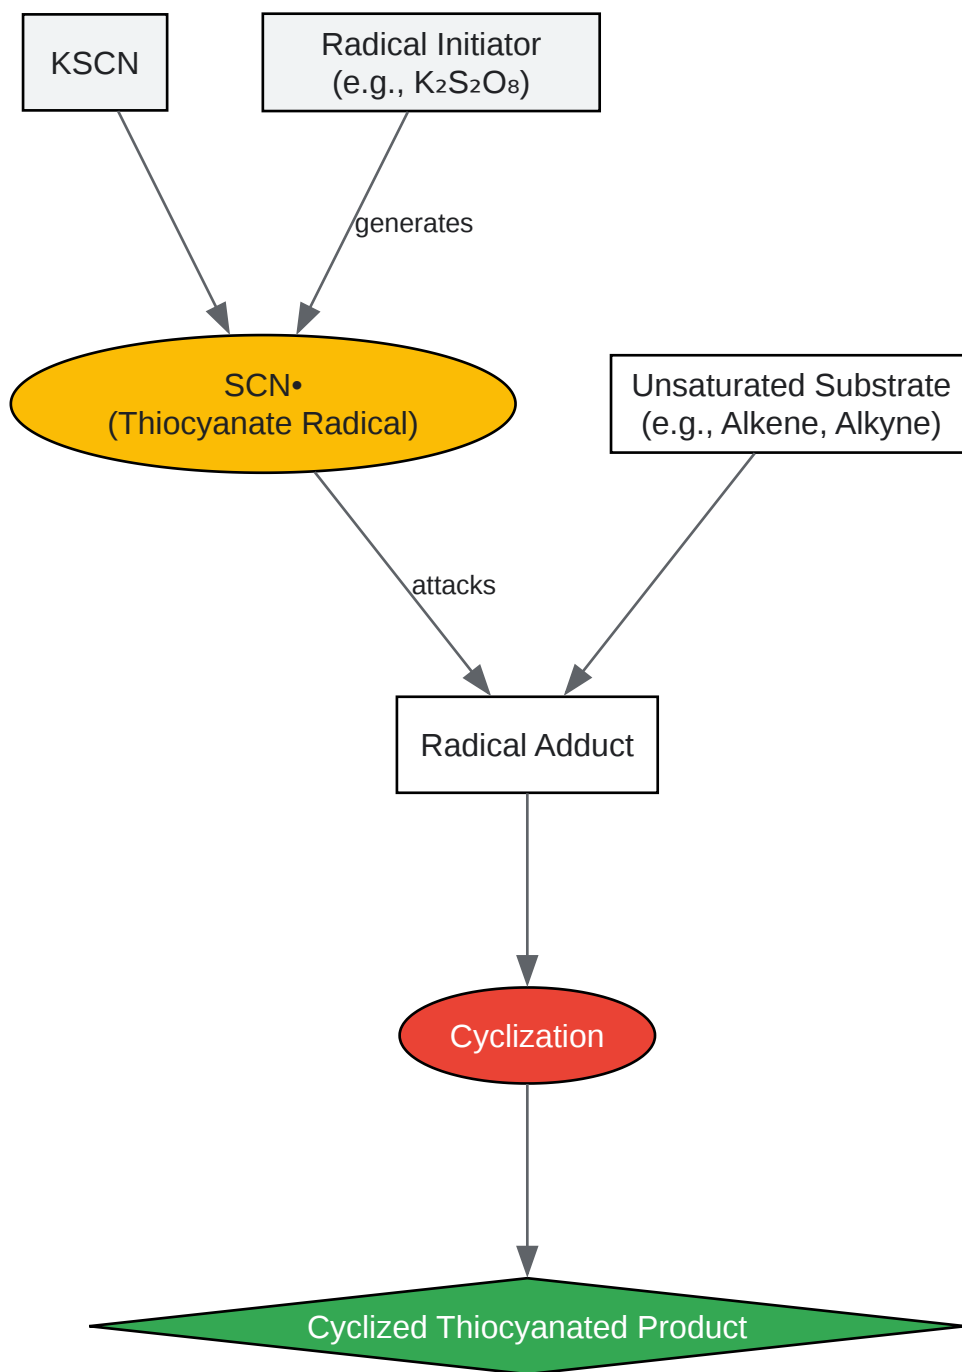 KSCN
Radical Initiator
(e.g., K₂S₂O₈)
generates
SCN•
(Thiocyanate Radical)
Unsaturated Substrate
(e.g., Alkene, Alkyne)
attacks
Radical Adduct
Cyclization
Cyclized Thiocyanated Product